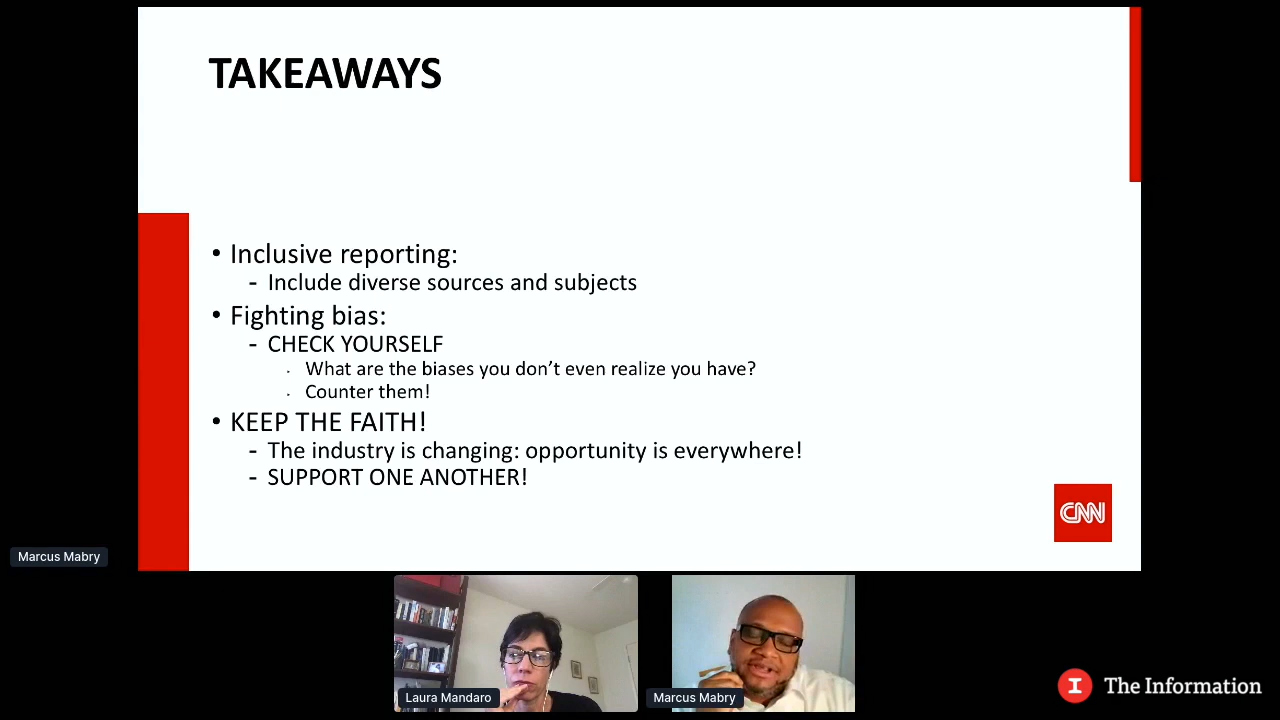 TAKEAWAYS
• Inclusive reporting:
- Include diverse sources and subjects
• Fighting bias:
- CHECK YOURSELF
· What are the biases you don’t even realize you have?
· Counter them!
• KEEP THE FAITH!
- The industry is changing: opportunity is everywhere!
- SUPPORT ONE ANOTHER!
CNN
Marcus Mabry
Laura Mandaro
Marcus Mabry
I The Information